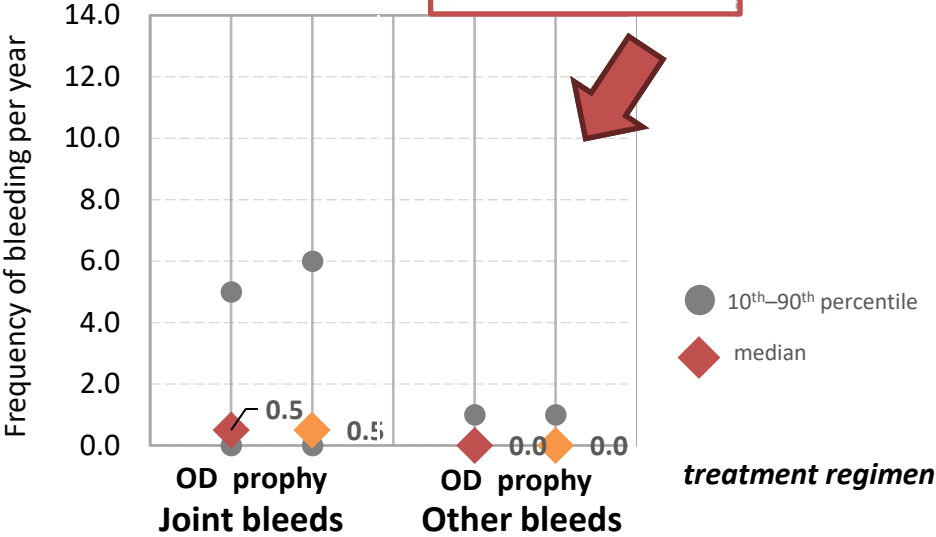 Frequency of bleeding per year
14.0
12.0
10.0
8.0
6.0
4.0
2.0
0.0
0.5
0.5
0.0
0.0
OD prophy
OD prophy
Joint bleeds
Other bleeds
10th–90th percentile
median
treatment regimen